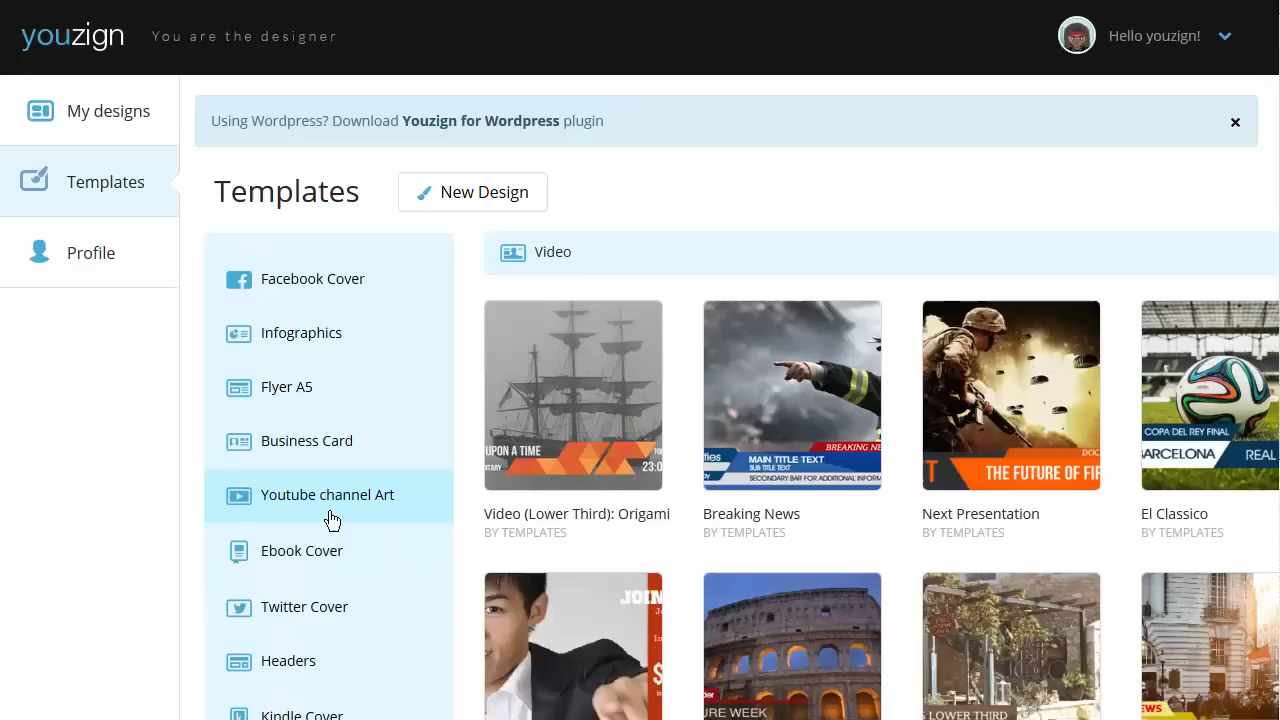 youzign
You are the designer
Hello youzign!
My designs
Templates
Profile
Using Wordpress? Download Youzign for Wordpress plugin
×
Templates
New Design
Facebook Cover
Infographics
Flyer A5
Business Card
Youtube channel Art
Ebook Cover
Twitter Cover
Headers
Kindle Cover
Video
UPON A TIME
23:0
Video (Lower Third): Origami
BY TEMPLATES
BREAKING NE
MAIN TITLE TEXT
SUB TITLE TEXT
SECONDARY BAR FOR ADDITIONAL INFORM
Breaking News
BY TEMPLATES
DOC
THE FUTURE OF FIR
Next Presentation
BY TEMPLATES
COPA DEL REY FINAL
BARCELONA
REAL
El Classico
BY TEMPLATES
JOIN
URE WEEK
LOWER THIRD
EWS